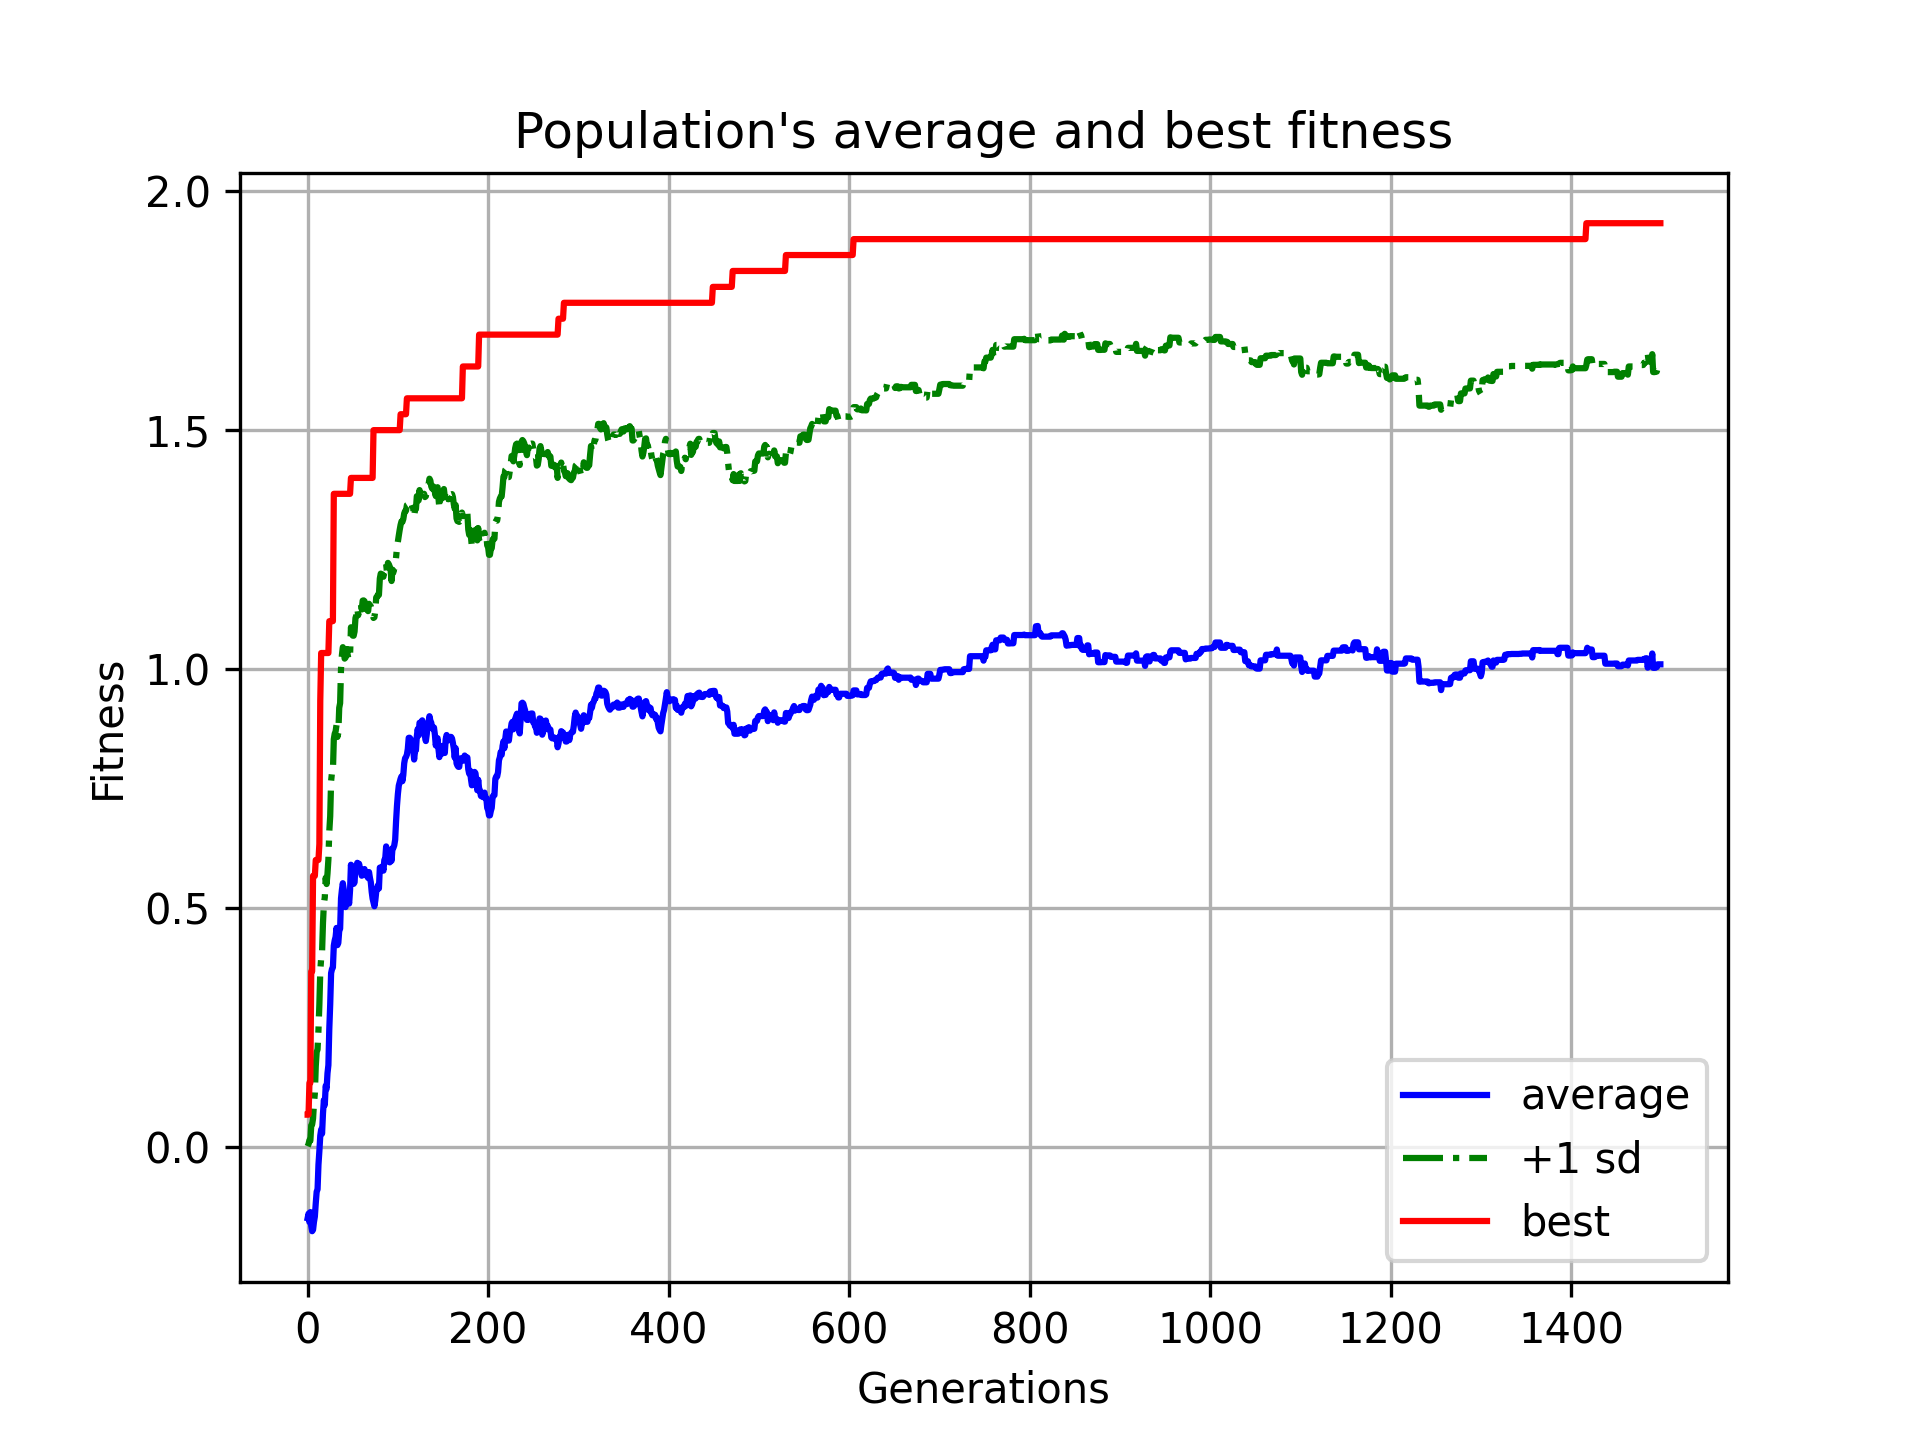 Population's average and best fitness
2.0
1.5
1.0
0.5
0.0
Fitness
0 200 400 600 800 1000 1200 1400
Generations
average
+1 sd
best